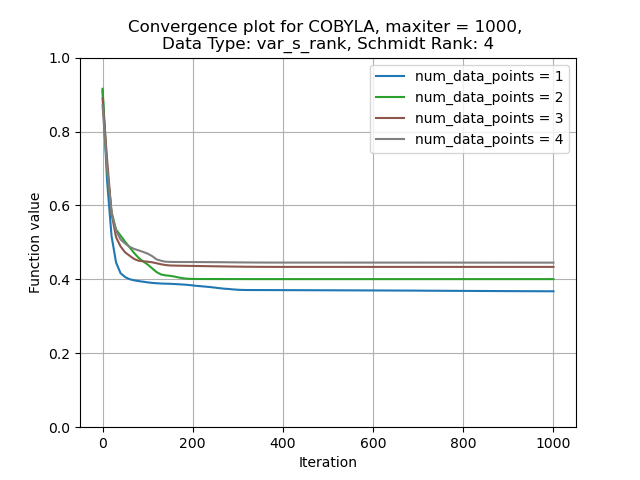 Convergence plot for COBYLA, maxiter = 1000,
Data Type: var_s_rank, Schmidt Rank: 4
num_data_points = 1
num_data_points = 2
num_data_points = 3
num_data_points = 4
Function value
1.0
0.8
0.6
0.4
0.2
0.0
0 200 400 600 800 1000
Iteration